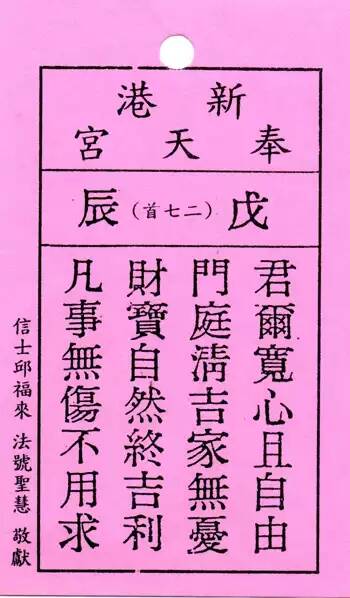 新港
奉天宮
戊（二七首）辰
君爾寬心且自由
門庭清吉家無憂
財寶自然終吉利
凡事無傷不用求
信士邱福來 法號聖慧 敬獻